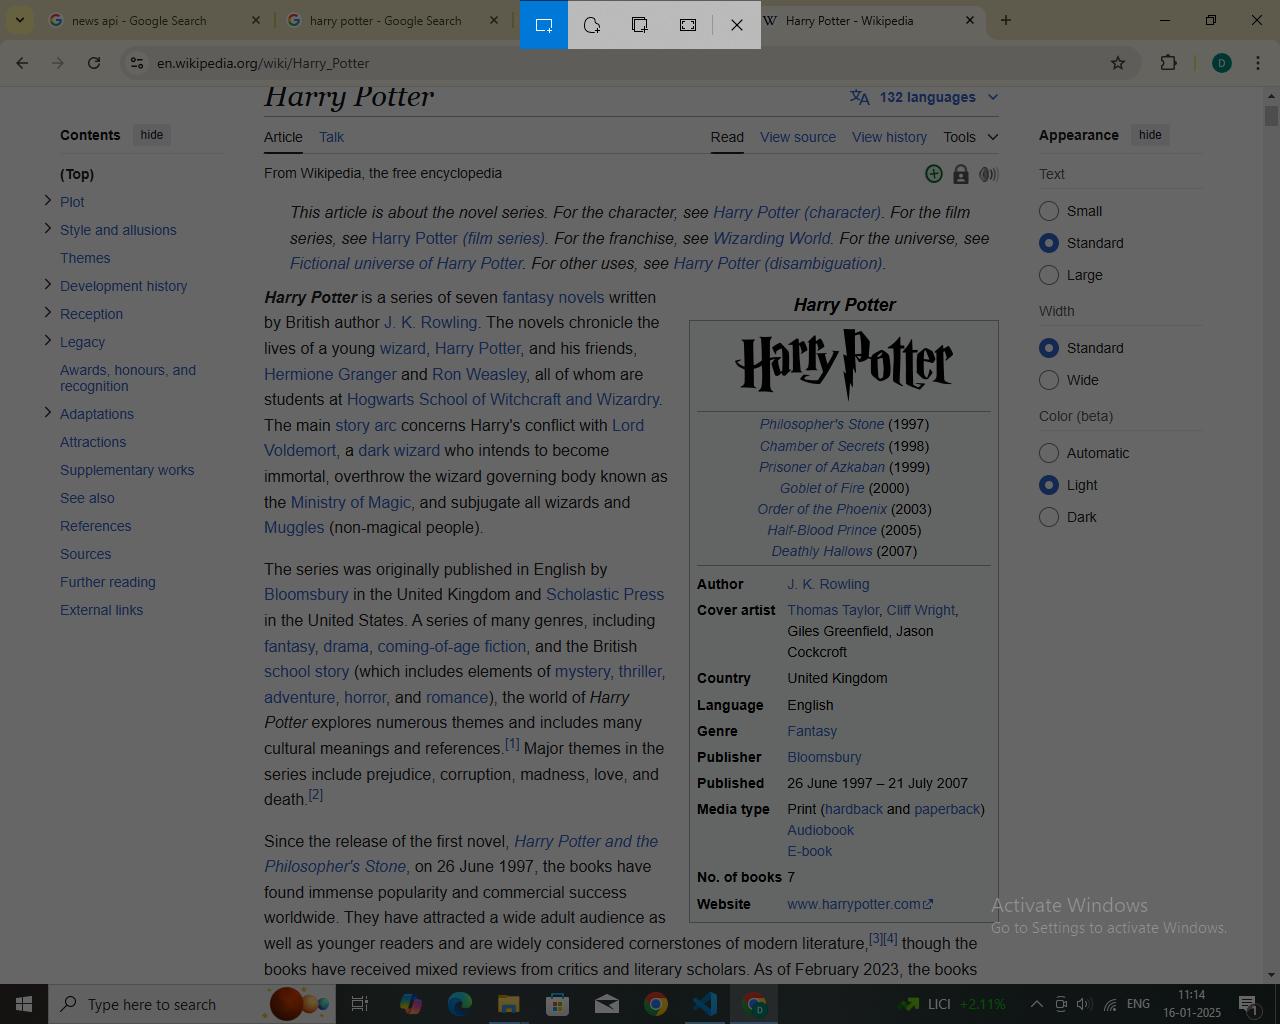 news api - Google Search
harry potter - Google Search
Harry Potter - Wikipedia
en.wikipedia.org/wiki/Harry_Potter
D
Harry Potter
132 languages
Contents
hide
Article
Talk
Read
View source
View history
Tools
Appearance
hide
(Top)
Plot
Style and allusions
Themes
Development history
Reception
Legacy
Awards, honours, and
recognition
Adaptations
Attractions
Supplementary works
See also
References
Sources
Further reading
External links
From Wikipedia, the free encyclopedia
This article is about the novel series. For the character, see Harry Potter (character). For the film
series, see Harry Potter (film series). For the franchise, see Wizarding World. For the universe, see
Fictional universe of Harry Potter. For other uses, see Harry Potter (disambiguation).
Harry Potter is a series of seven fantasy novels written
by British author J. K. Rowling. The novels chronicle the
lives of a young wizard, Harry Potter, and his friends,
Hermione Granger and Ron Weasley, all of whom are
students at Hogwarts School of Witchcraft and Wizardry.
The main story arc concerns Harry's conflict with Lord
Voldemort, a dark wizard who intends to become
immortal, overthrow the wizard governing body known as
the Ministry of Magic, and subjugate all wizards and
Muggles (non-magical people).
The series was originally published in English by
Bloomsbury in the United Kingdom and Scholastic Press
in the United States. A series of many genres, including
fantasy, drama, coming-of-age fiction, and the British
school story (which includes elements of mystery, thriller,
adventure, horror, and romance), the world of Harry
Potter explores numerous themes and includes many
cultural meanings and references.[1] Major themes in the
series include prejudice, corruption, madness, love, and
death.[2]
Since the release of the first novel, Harry Potter and the
Philosopher's Stone, on 26 June 1997, the books have
found immense popularity and commercial success
worldwide. They have attracted a wide adult audience as
well as younger readers and are widely considered cornerstones of modern literature,[3][4] though the
books have received mixed reviews from critics and literary scholars. As of February 2023, the books
Harry Potter
Harry Potter
Philosopher's Stone (1997)
Chamber of Secrets (1998)
Prisoner of Azkaban (1999)
Goblet of Fire (2000)
Order of the Phoenix (2003)
Half-Blood Prince (2005)
Deathly Hallows (2007)
Author J. K. Rowling
Cover artist Thomas Taylor, Cliff Wright,
Giles Greenfield, Jason
Cockcroft
Country United Kingdom
Language English
Genre Fantasy
Publisher Bloomsbury
Published 26 June 1997 – 21 July 2007
Media type Print (hardback and paperback)
Audiobook
E-book
No. of books 7
Website www.harrypotter.com
Text
Small
Standard
Large
Width
Standard
Wide
Color (beta)
Automatic
Light
Dark
Activate Windows
Go to Settings to activate Windows.
Type here to search
D
LICI +2.11%
ENG
11:14
16-01-2025
1